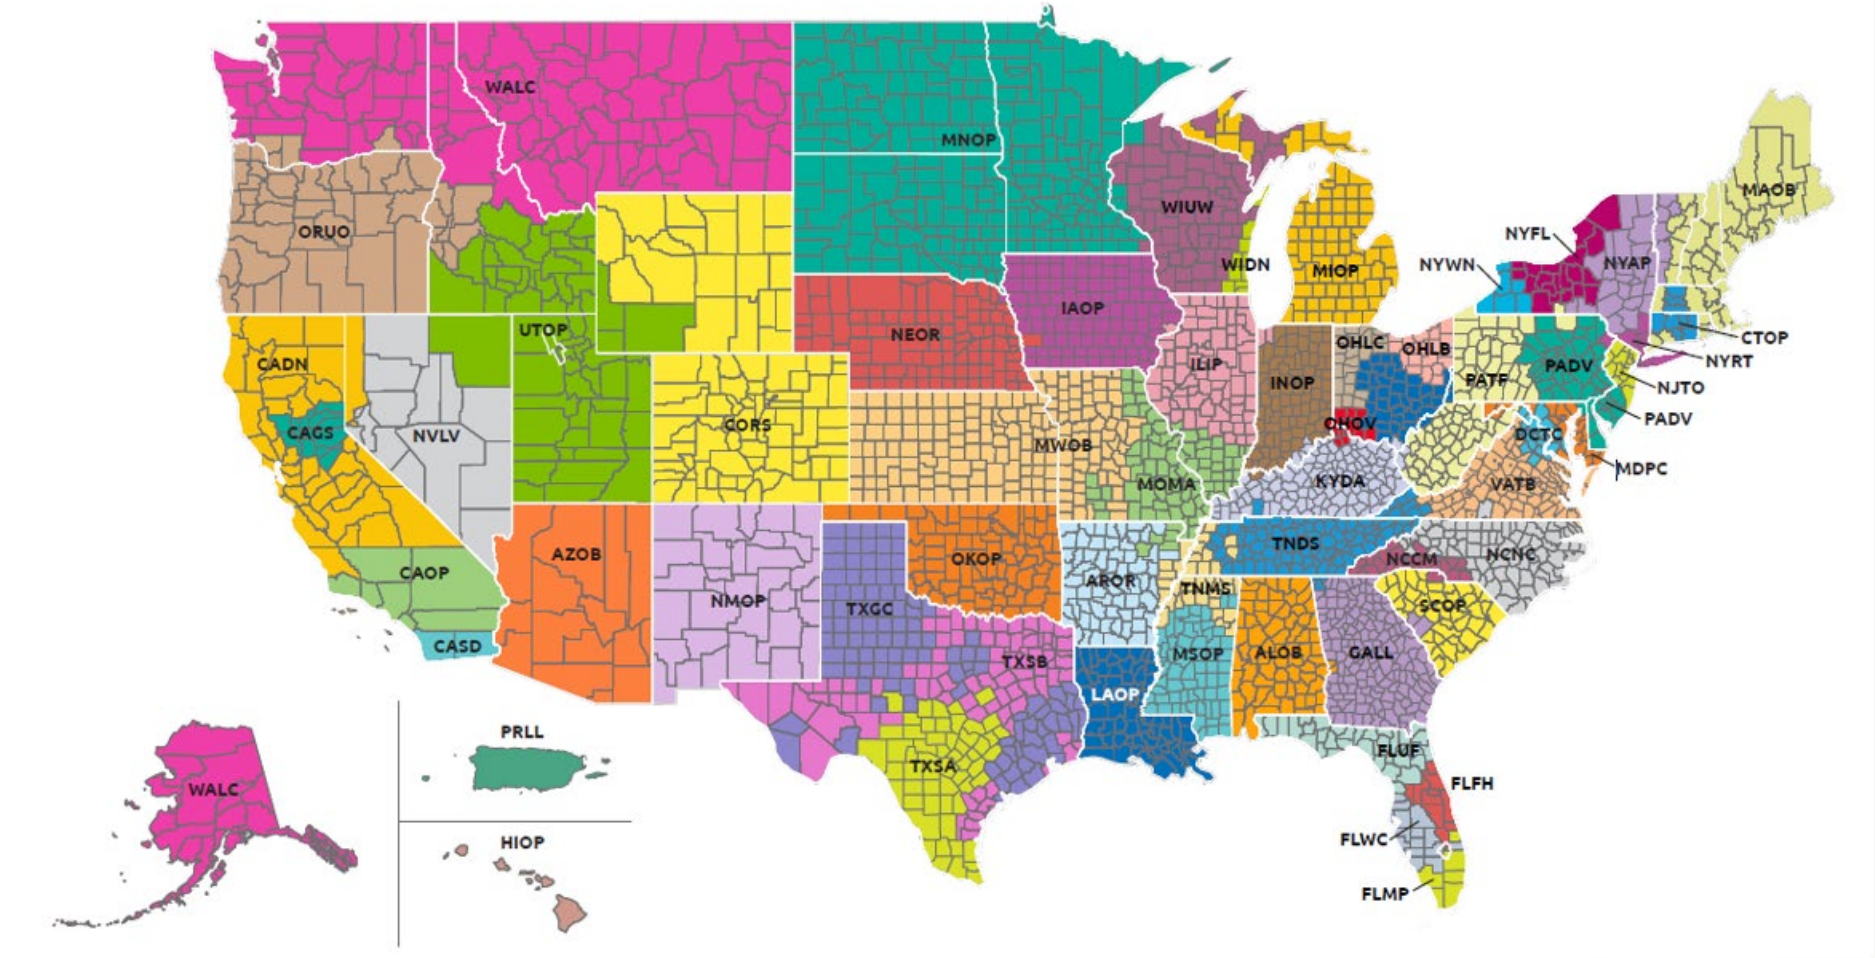 WALC
MNOP
MAOB
WIUW
ORUO
NYFL
NYAP
NYWN
WIDN
MIOP
IAOP
UTOP
NEOR
CTOP
OHLC
OHLB
NYRT
CADN
ILIP
PADV
PATF
INOP
NJTO
PADV
CORS
OHOV
CAGS
NVLV
DCTC
MWOB
MDPC
KYDA
MOMA
VATB
TNDS
AZOB
NCCM
NCNC
OKOP
CAOP
AROR
TNMS
NMOP
TXGC
SCOP
CASD
MSOP
ALOB
GALL
TXSB
LAOP
PRLL
FLUF
TXSA
FLFH
WALC
HIOP
FLWC
FLMP